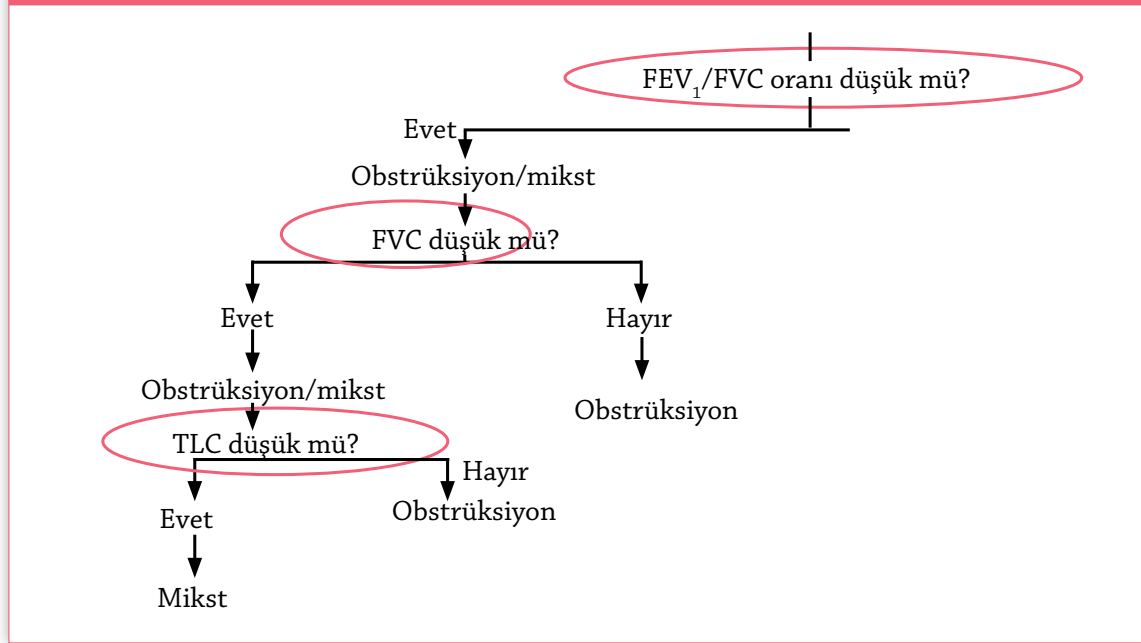 FEV₁/FVC oranı düşük mü?
Evet
Obstrüksiyon/mikst
FVC düşük mü?
Evet
Hayır
Obstrüksiyon/mikst
Obstrüksiyon
TLC düşük mü?
Hayır
Evet
Obstrüksiyon
Mikst